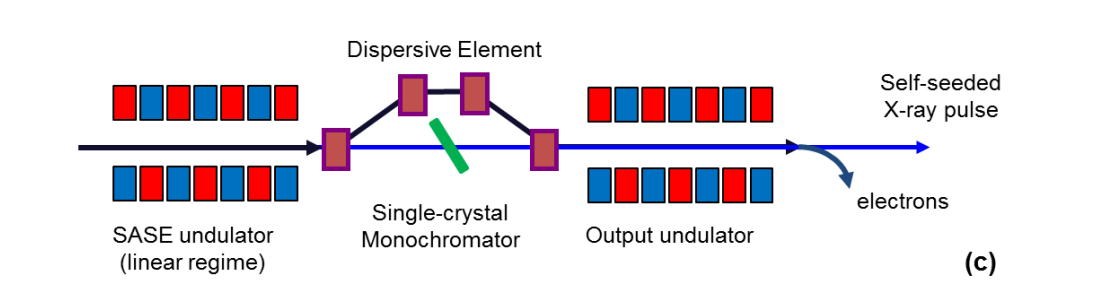 Dispersive Element
Self-seeded
X-ray pulse
electrons
Single-crystal
Monochromator
SASE undulator
(linear regime)
Output undulator
(c)